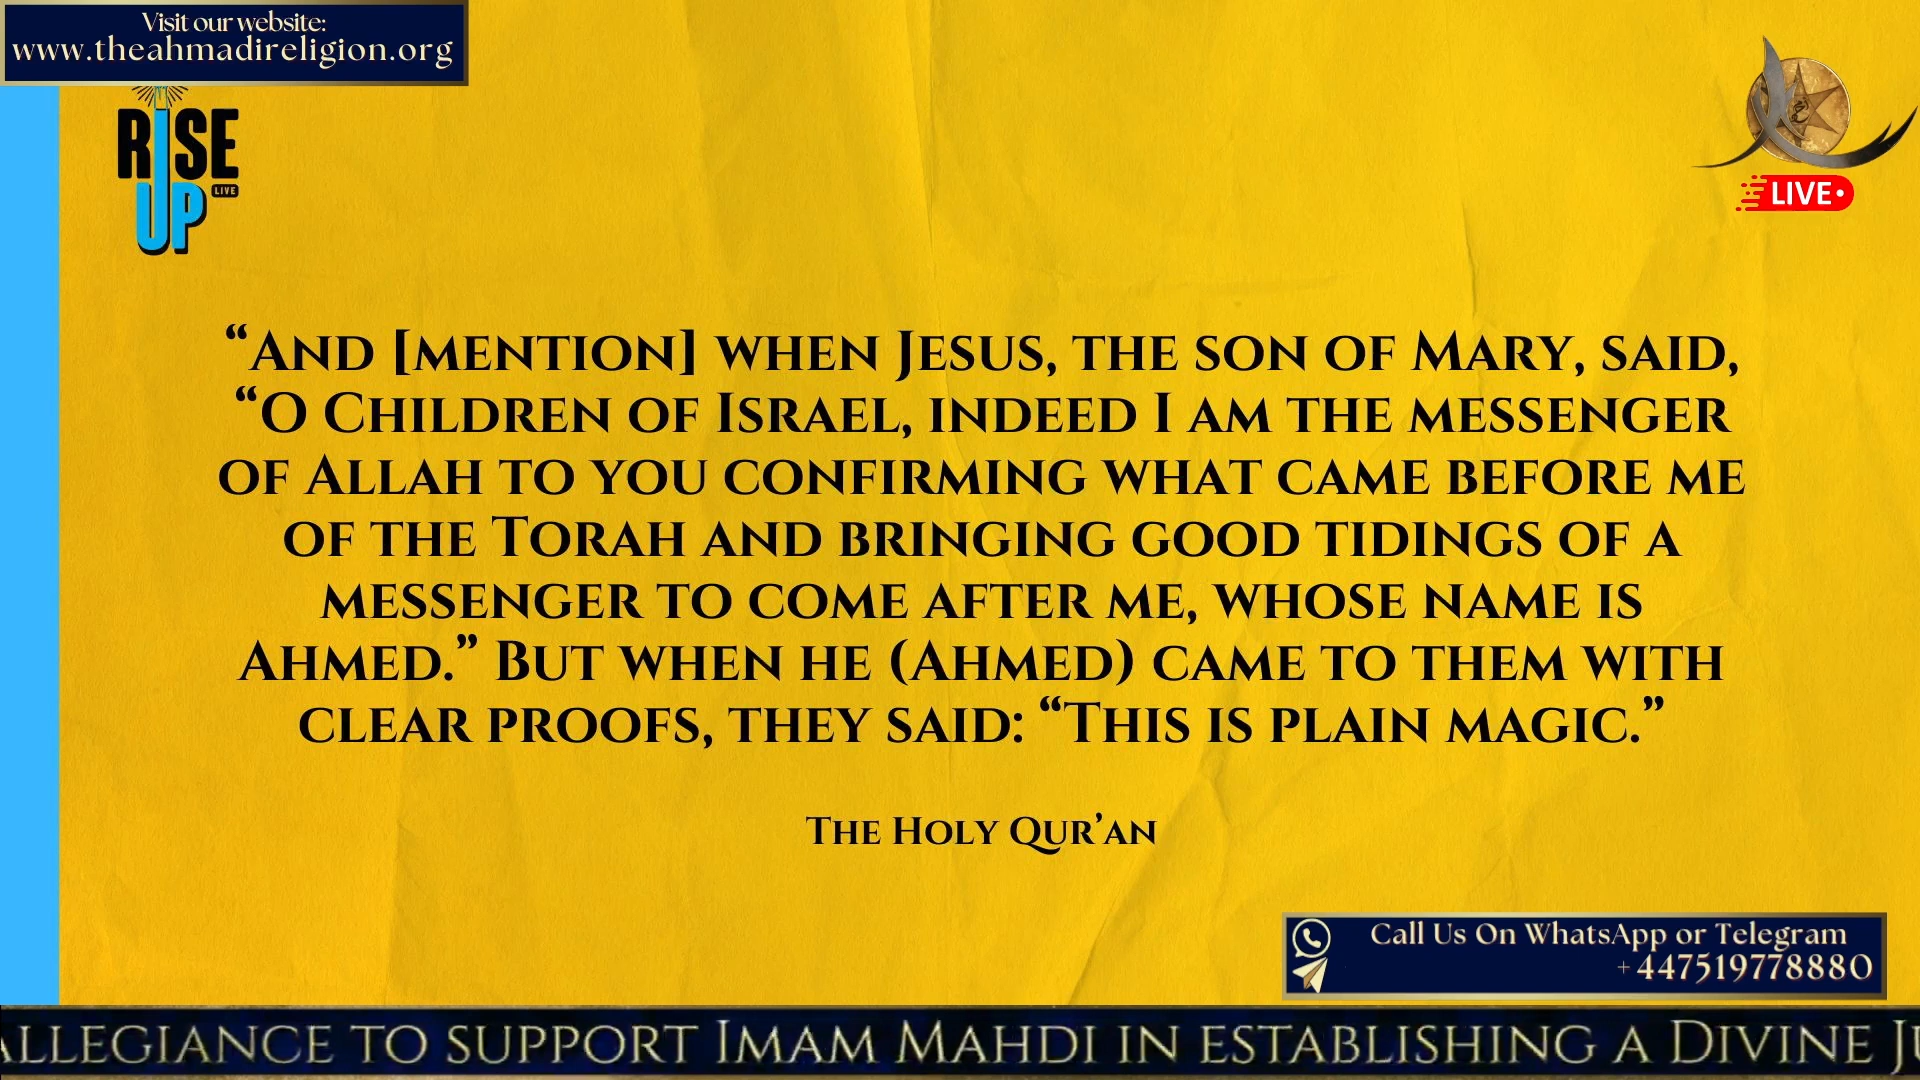 Visit our website:
www.theahmadireligion.org
RISE
UP LIVE
LIVE
“And [mention] when Jesus, the son of Mary, said,
“O Children of Israel, indeed I am the messenger
of Allah to you confirming what came before me
of the Torah and bringing good tidings of a
messenger to come after me, whose name is
Ahmed.” But when he (Ahmed) came to them with
clear proofs, they said: “This is plain magic.”
The Holy Qur’an
Call Us On WhatsApp or Telegram
+447519778880
allegiance to support Imam Mahdi in establishing a Divine